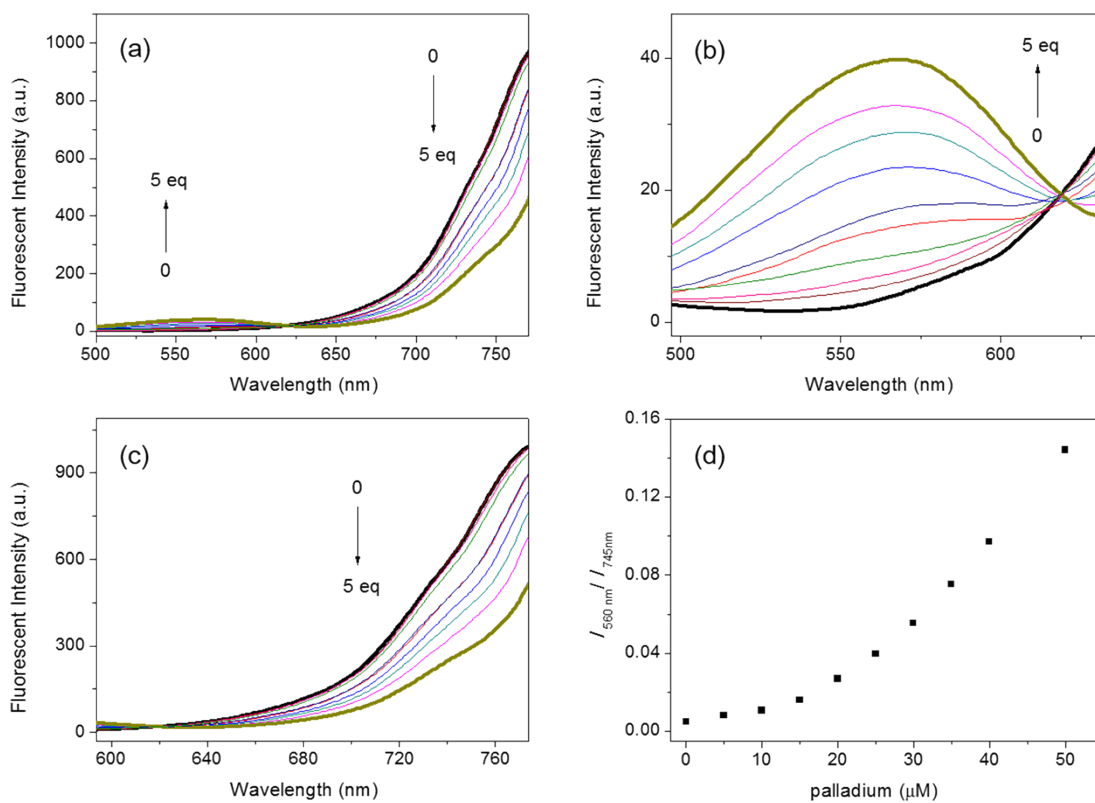 (a)
1000
800
600
400
200
0
Fluorescent Intensity (a.u.)
0
5 eq
5 eq
0
500 550 600 650 700 750
Wavelength (nm)
(b)
40
20
0
Fluorescent Intensity (a.u.)
5 eq
0
500 550 600
Wavelength (nm)
(c)
900
600
300
0
Fluorescent Intensity (a.u.)
0
5 eq
600 640 680 720 760
Wavelength (nm)
(d)
0.16
0.12
0.08
0.04
0.00
I 560 nm / I 745nm
0 10 20 30 40 50
palladium (μM)